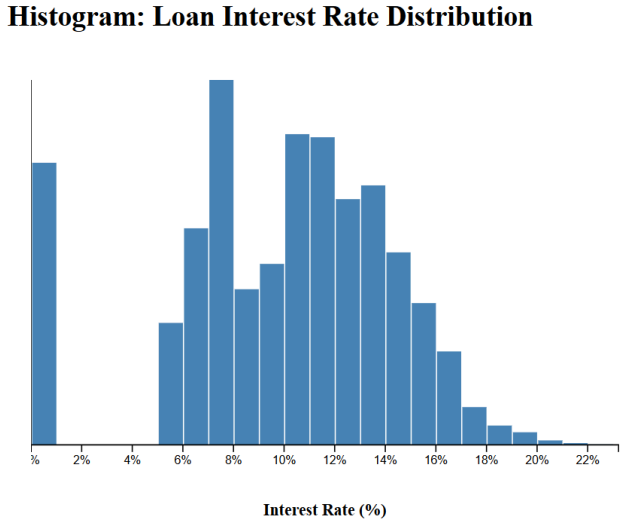 Histogram: Loan Interest Rate Distribution
% 2% 4% 6% 8% 10% 12% 14% 16% 18% 20% 22%
Interest Rate (%)